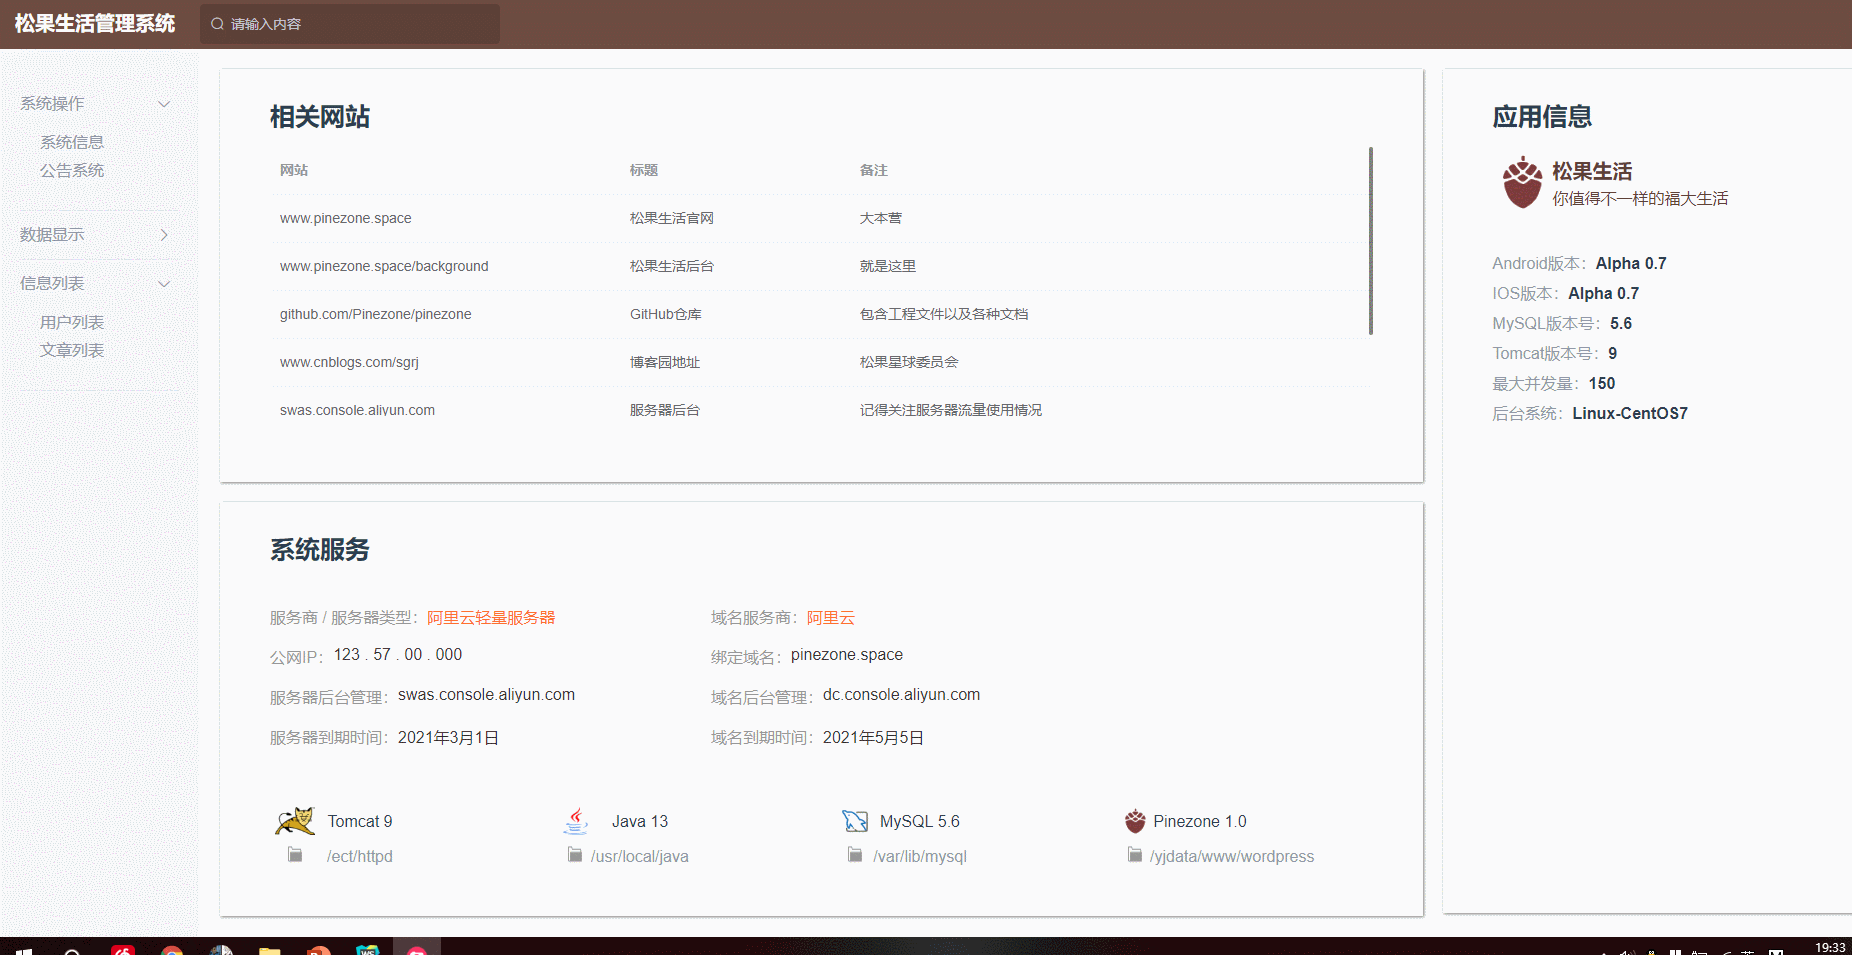 松果生活管理系统
请输入内容
系统操作
系统信息
公告系统
数据显示
信息列表
用户列表
文章列表
相关网站
网站 标题 备注
www.pinezone.space 松果生活官网 大本营
www.pinezone.space/background 松果生活后台 就是这里
github.com/Pinezone/pinezone GitHub仓库 包含工程文件以及各种文档
www.cnblogs.com/sgrj 博客园地址 松果星球委员会
swas.console.aliyun.com 服务器后台 记得关注服务器流量使用情况
系统服务
服务商 / 服务器类型：阿里云轻量服务器 域名服务商：阿里云
公网IP：123 . 57 . 00 . 000 绑定域名：pinezone.space
服务器后台管理：swas.console.aliyun.com 域名后台管理：dc.console.aliyun.com
服务器到期时间：2021年3月1日 域名到期时间：2021年5月5日
Tomcat 9 Java 13 MySQL 5.6 Pinezone 1.0
/ect/httpd /usr/local/java /var/lib/mysql /yjdata/www/wordpress
应用信息
松果生活
你值得不一样的福大生活
Android版本：Alpha 0.7
IOS版本：Alpha 0.7
MySQL版本号：5.6
Tomcat版本号：9
最大并发量：150
后台系统：Linux-CentOS7
19:33